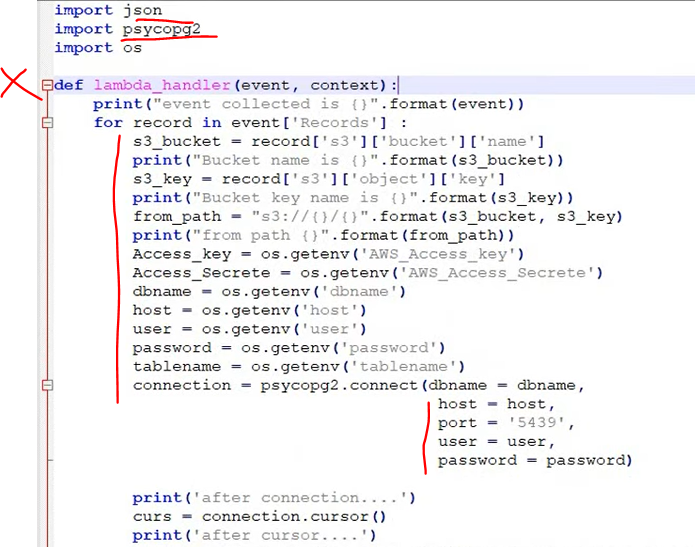 import json
import psycopg2
import os
def lambda_handler(event, context):
print("event collected is {}".format(event))
for record in event['Records'] :
s3_bucket = record['s3']['bucket']['name']
print("Bucket name is {}".format(s3_bucket))
s3_key = record['s3']['object']['key']
print("Bucket key name is {}".format(s3_key))
from_path = "s3://{}/{}".format(s3_bucket, s3_key)
print("from path {}".format(from_path))
Access_key = os.getenv('AWS_Access_key')
Access_Secrete = os.getenv('AWS_Access_Secrete')
dbname = os.getenv('dbname')
host = os.getenv('host')
user = os.getenv('user')
password = os.getenv('password')
tablename = os.getenv('tablename')
connection = psycopg2.connect(dbname = dbname,
host = host,
port = '5439',
user = user,
password = password)
print('after connection....')
curs = connection.cursor()
print('after cursor....')